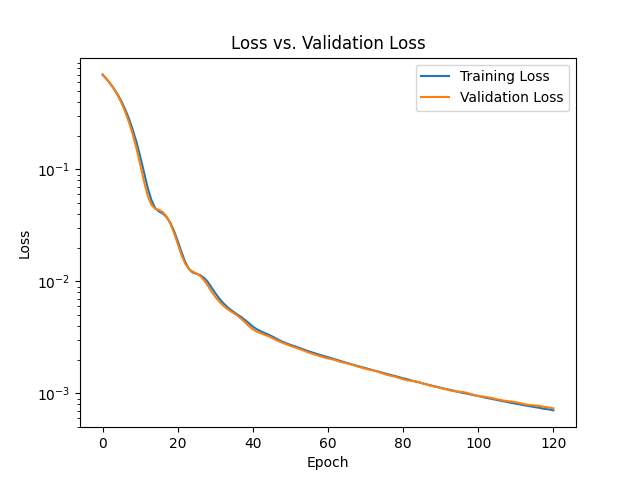 Loss vs. Validation Loss
Training Loss
Validation Loss
Loss
10⁻¹
10⁻²
10⁻³
0 20 40 60 80 100 120
Epoch